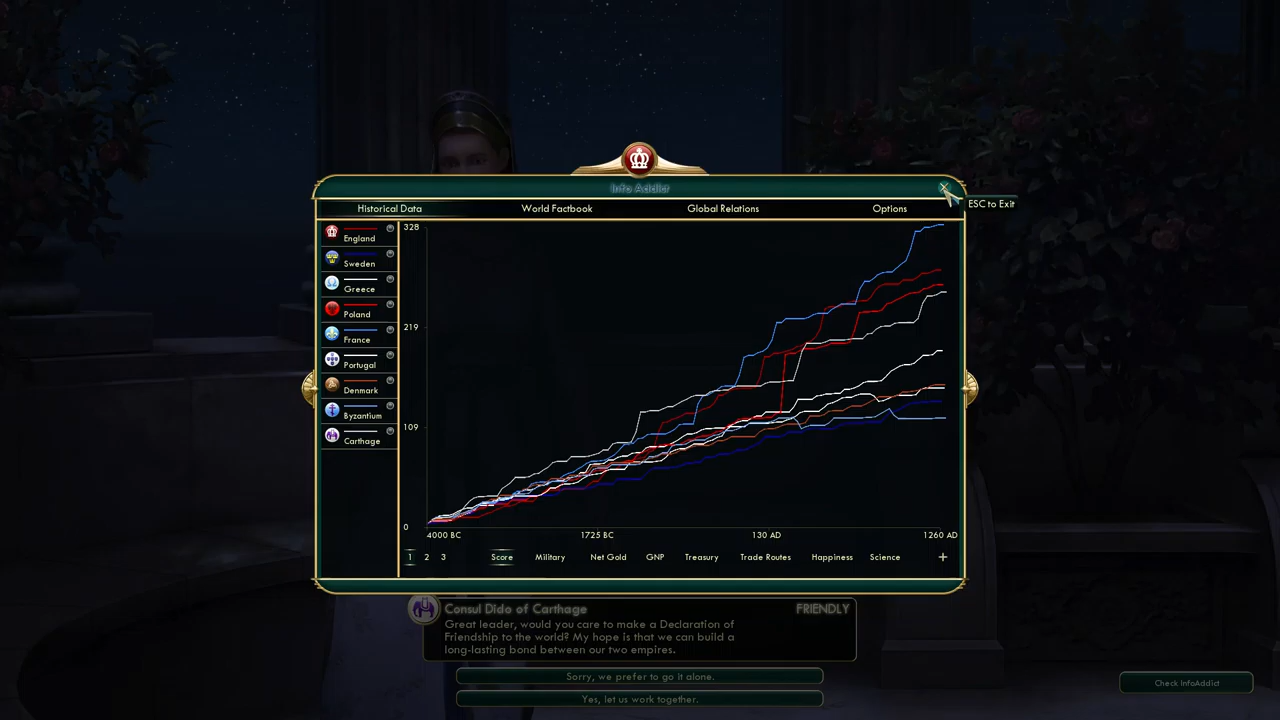 Info Addict
ESC to Exit
Historical Data
World Factbook
Global Relations
Options
England
Sweden
Greece
Poland
France
Portugal
Denmark
Byzantium
Carthage
328
219
109
0
4000 BC
1725 BC
130 AD
1260 AD
1 2 3
Score
Military
Net Gold
GNP
Treasury
Trade Routes
Happiness
Science
+
Consul Dido of Carthage
FRIENDLY
Great leader, would you care to make a Declaration of
Friendship to the world? My hope is that we can build a
long-lasting bond between our two empires.
Sorry, we prefer to go it alone.
Yes, let us work together.
Check InfoAddict